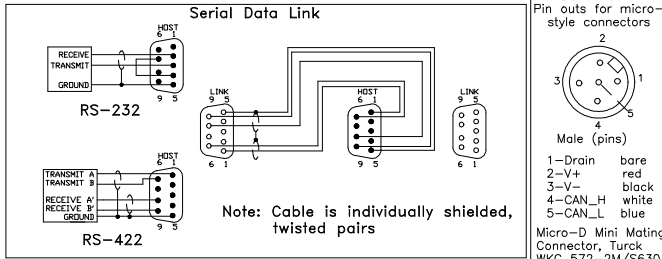 Serial Data Link
HOST
6 1
RECEIVE
TRANSMIT
GROUND
9 5
RS-232
HOST
6 1
TRANSMIT A
TRANSMIT B
RECEIVE A'
RECEIVE B'
GROUND
9 5
RS-422
LINK
9 5
6 1
HOST
6 1
9 5
LINK
9 5
6 1
Note: Cable is individually shielded,
twisted pairs
Pin outs for micro-
style connectors
2
3
1
4
5
Male (pins)
1-Drain bare
2-V+ red
3-V- black
4-CAN_H white
5-CAN_L blue
Micro-D Mini Mating
Connector, Turck
WKC 572-2M/S630